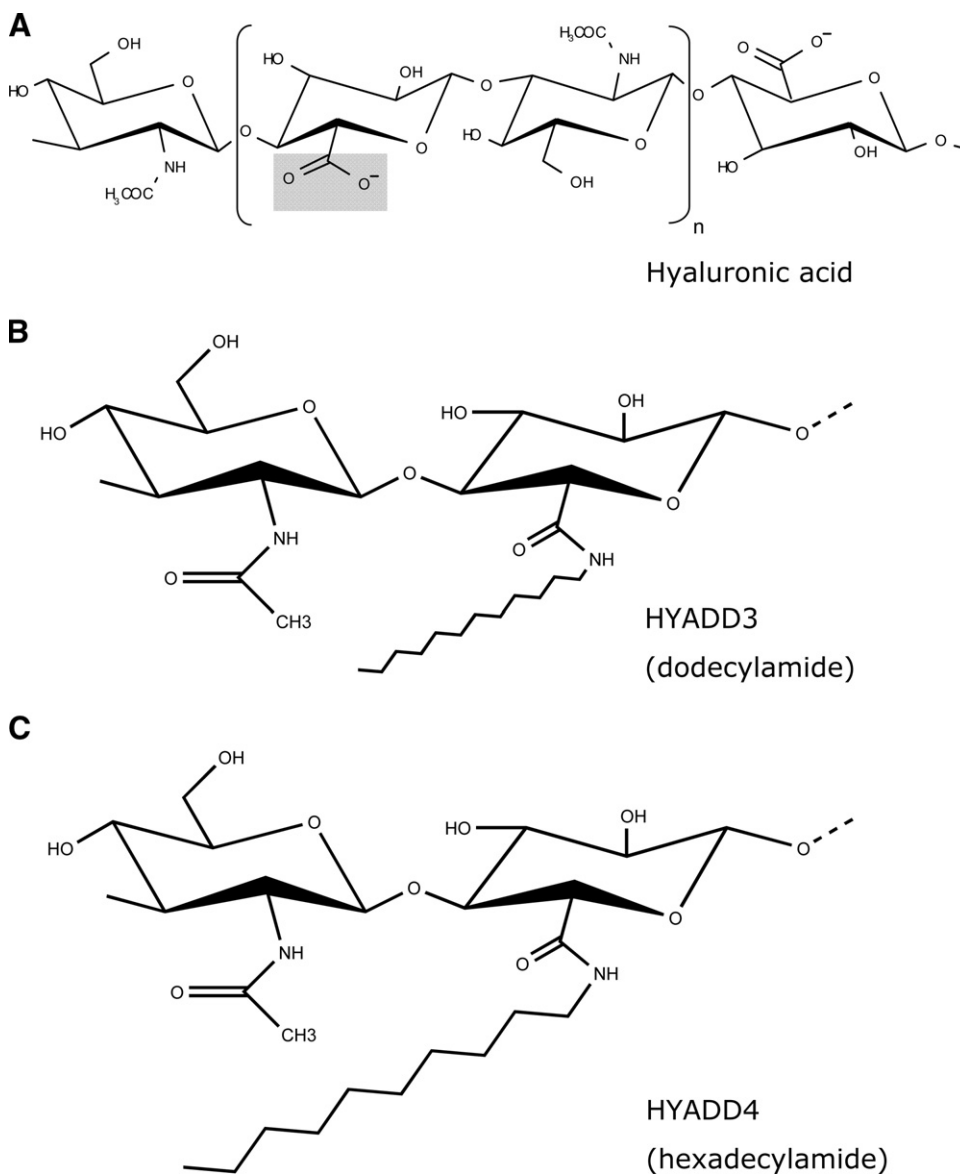 A
OH
HO
O
NH
H3COC
O
HO
OH
O
O
O−
O
H3COC
NH
HO
O
OH
n
O
O
O−
O
HO
OH
O
Hyaluronic acid
B
OH
HO
O
O
NH
O
CH3
HO
OH
O
O
O
NH
HYADD3
(dodecylamide)
C
OH
HO
O
O
NH
O
CH3
HO
OH
O
O
O
NH
HYADD4
(hexadecylamide)